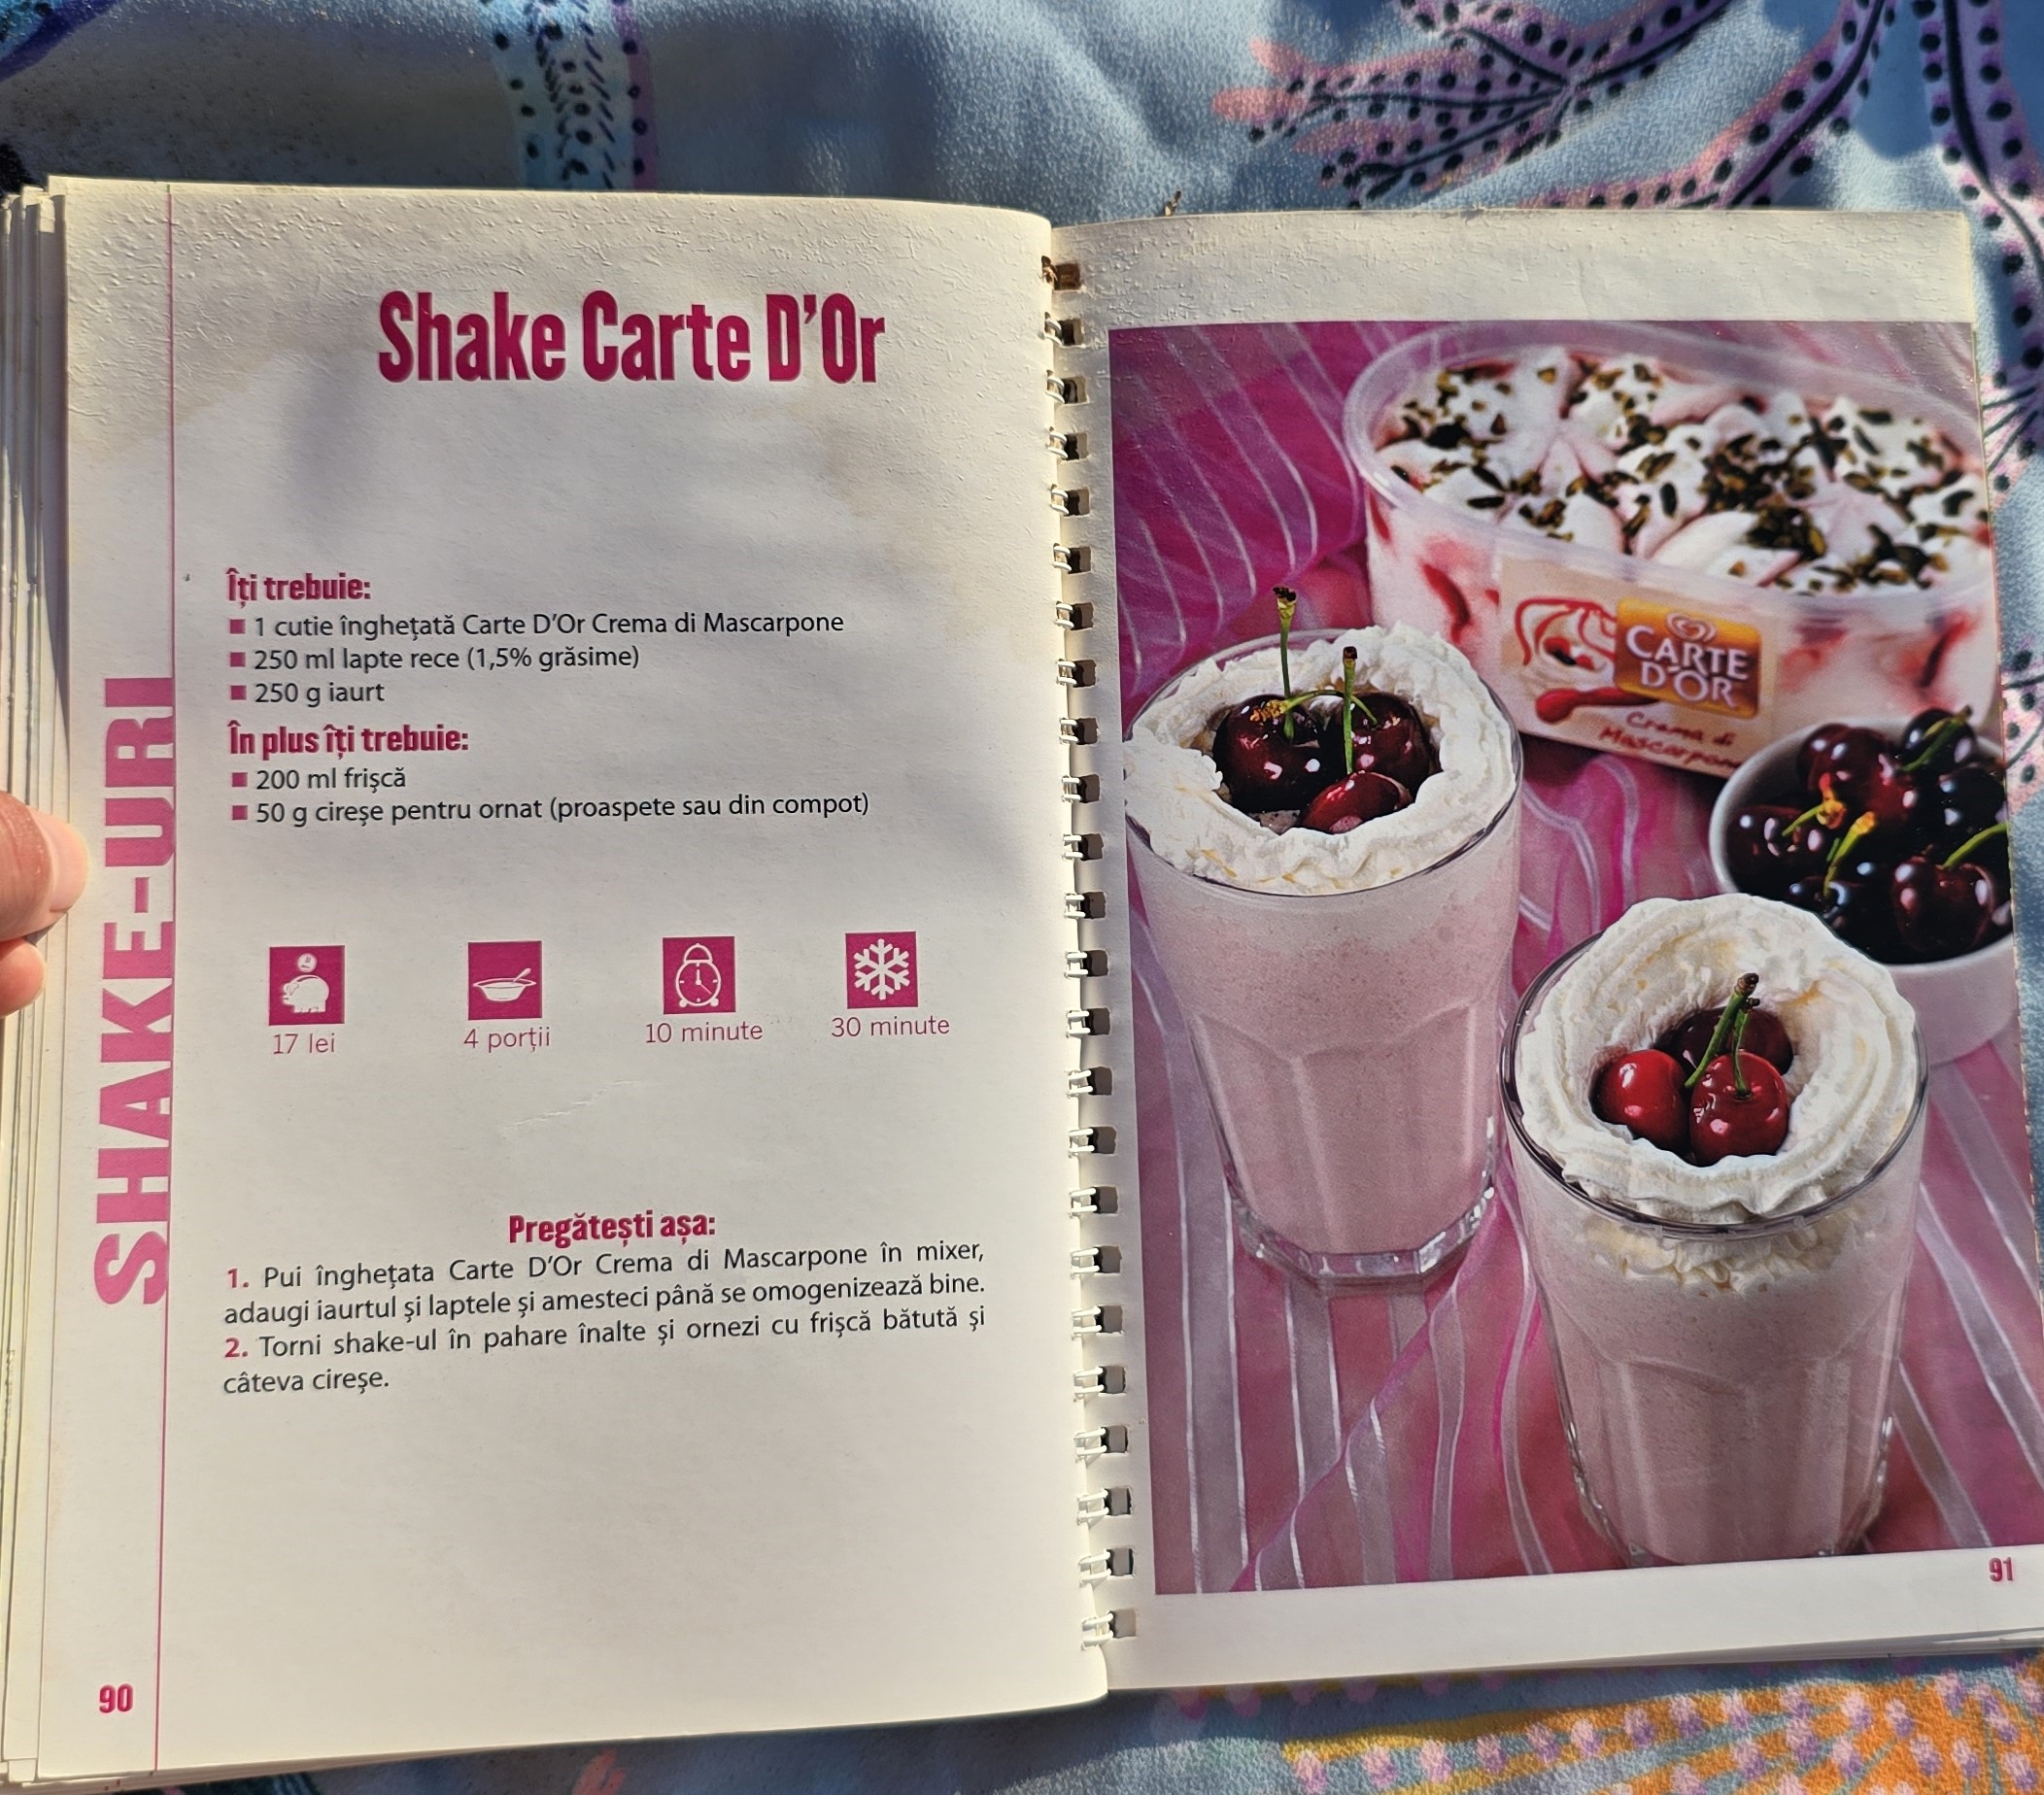 Shake Carte D'Or
Îți trebuie:
1 cutie înghețată Carte D'Or Crema di Mascarpone
250 ml lapte rece (1,5% grăsime)
250 g iaurt
În plus îți trebuie:
200 ml frișcă
50 g cireșe pentru ornat (proaspete sau din compot)
17 lei
4 porții
10 minute
30 minute
Pregătești așa:
1. Pui înghețata Carte D'Or Crema di Mascarpone în mixer,
adaugi iaurtul și laptele și amesteci până se omogenizează bine.
2. Torni shake-ul în pahare înalte și ornezi cu frișcă bătută și
câteva cireșe.
SHAKE-URI
90
CARTE
D'OR
Crema di
Mascarpone
91